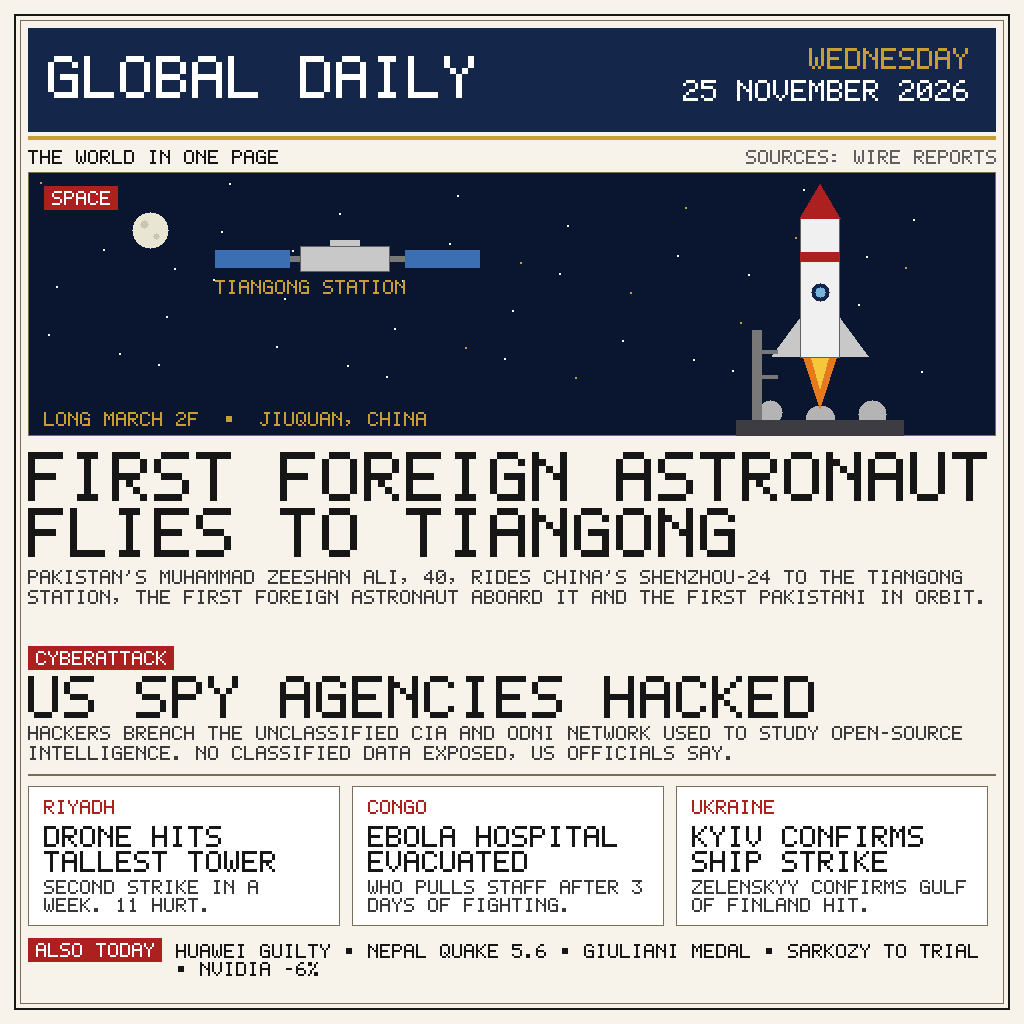 GLOBAL DAILY
WEDNESDAY
25 NOVEMBER 2026
THE WORLD IN ONE PAGE
SOURCES: WIRE REPORTS
SPACE
TIANGONG STATION
LONG MARCH 2F ▪ JIUQUAN, CHINA
FIRST FOREIGN ASTRONAUT
FLIES TO TIANGONG
PAKISTAN'S MUHAMMAD ZEESHAN ALI, 40, RIDES CHINA'S SHENZHOU-24 TO THE TIANGONG
STATION, THE FIRST FOREIGN ASTRONAUT ABOARD IT AND THE FIRST PAKISTANI IN ORBIT.
CYBERATTACK
US SPY AGENCIES HACKED
HACKERS BREACH THE UNCLASSIFIED CIA AND ODNI NETWORK USED TO STUDY OPEN-SOURCE
INTELLIGENCE. NO CLASSIFIED DATA EXPOSED, US OFFICIALS SAY.
RIYADH
DRONE HITS
TALLEST TOWER
SECOND STRIKE IN A
WEEK. 11 HURT.
CONGO
EBOLA HOSPITAL
EVACUATED
WHO PULLS STAFF AFTER 3
DAYS OF FIGHTING.
UKRAINE
KYIV CONFIRMS
SHIP STRIKE
ZELENSKYY CONFIRMS GULF
OF FINLAND HIT.
ALSO TODAY
HUAWEI GUILTY ▪ NEPAL QUAKE 5.6 ▪ GIULIANI MEDAL ▪ SARKOZY TO TRIAL
▪ NVIDIA -6%